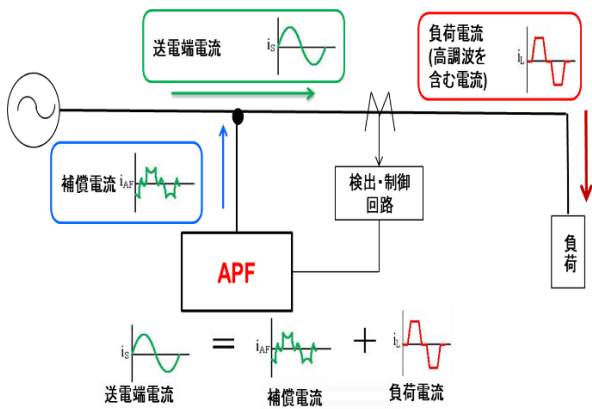 送電端電流 iS
負荷電流
(高調波を
含む電流)
iL
補償電流 iAF
検出・制御
回路
APF
負荷
iS = iAF + iL
送電端電流
補償電流
負荷電流